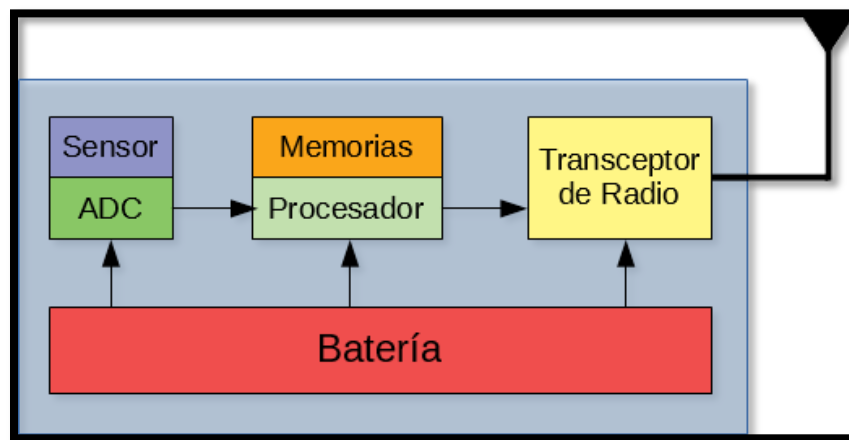 Sensor
ADC
Memorias
Procesador
Transceptor
de Radio
Batería